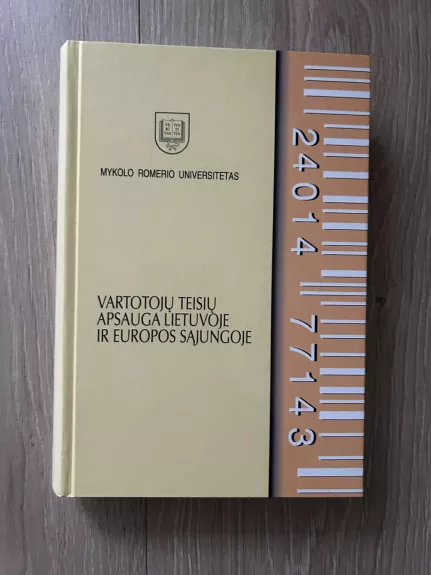 MYKOLO ROMERIO UNIVERSITETAS
VARTOTOJŲ TEISIŲ
APSAUGA LIETUVOJE
IR EUROPOS SĄJUNGOJE
24014 77143